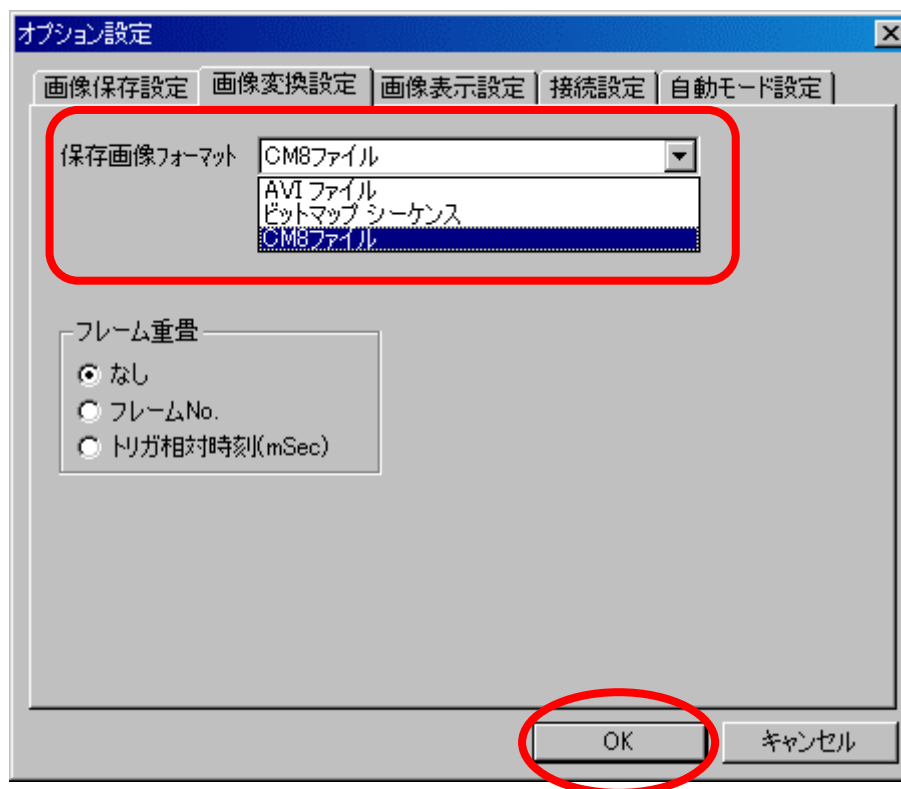 オプション設定
画像保存設定 画像変換設定 画像表示設定 接続設定 自動モード設定
保存画像フォーマット CM8ファイル
AVI ファイル
ビットマップ シーケンス
CM8ファイル
フレーム重畳
なし
フレームNo.
トリガ相対時刻(mSec)
OK キャンセル